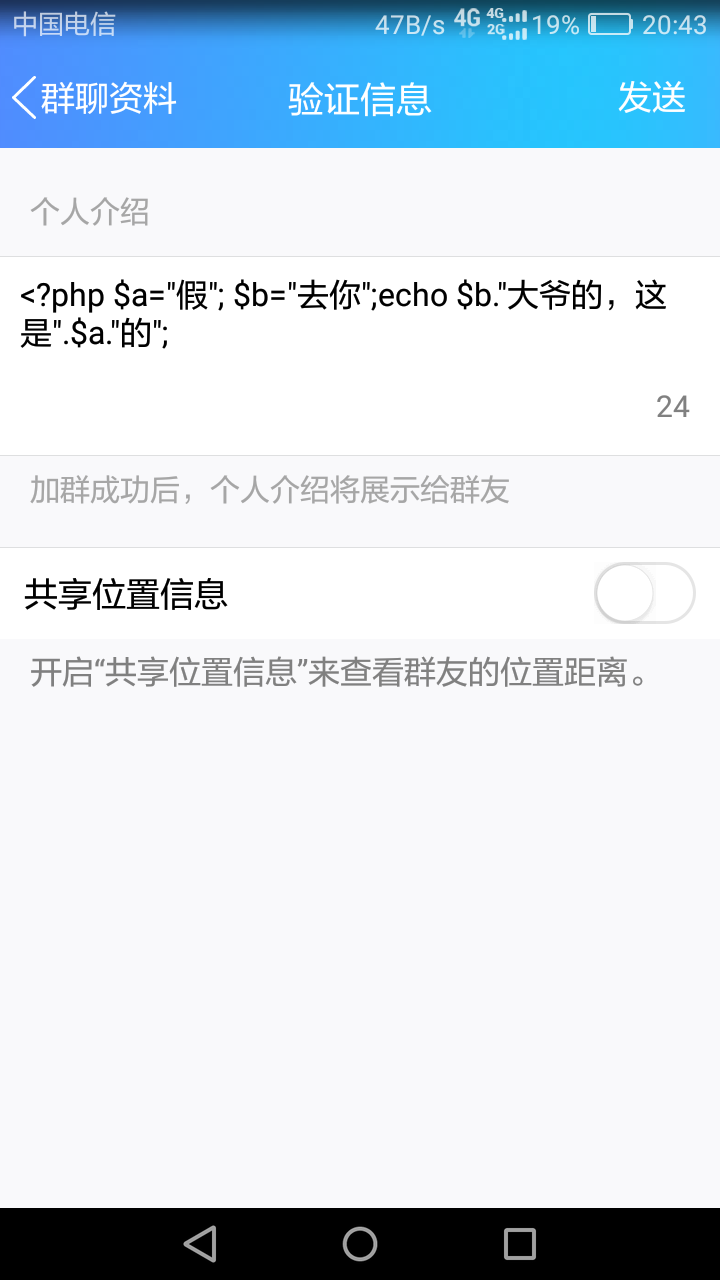 中国电信 47B/s 4G 4G 2G 19% 20:43
群聊资料 验证信息 发送
个人介绍
<?php $a="假"; $b="去你";echo $b."大爷的，这
是".$a."的";
24
加群成功后，个人介绍将展示给群友
共享位置信息
开启“共享位置信息”来查看群友的位置距离。